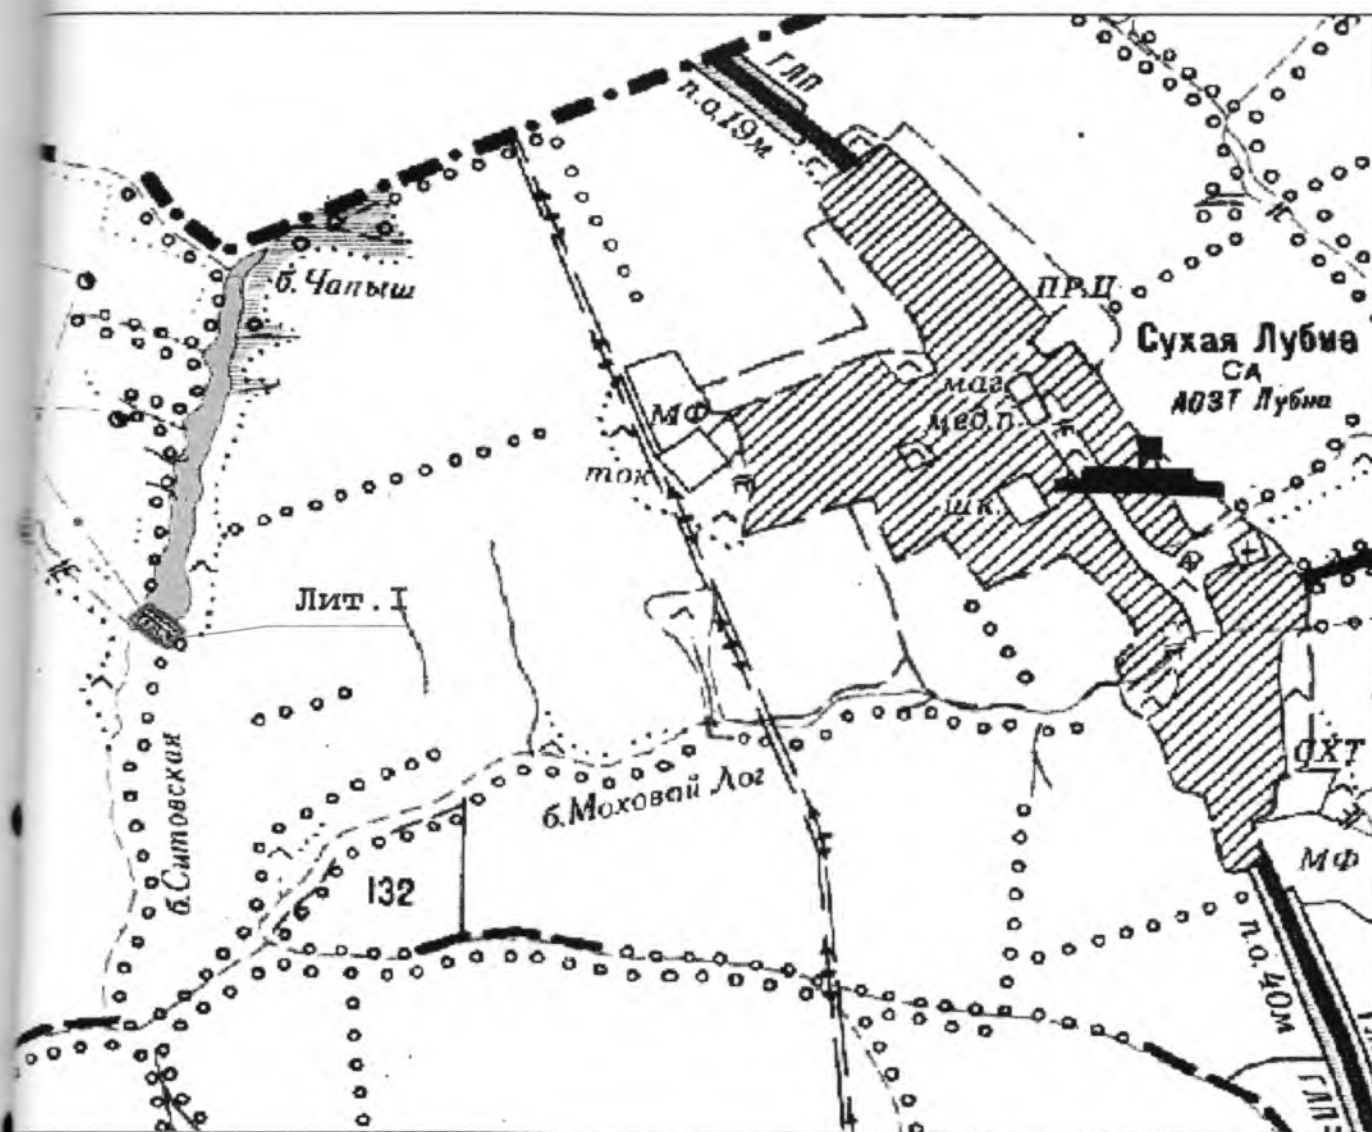 ГЛП
п.о.19м
б.Чапыш
ПР.Ц
Сухая Лубна
СА
АОЗТ Лубна
маг.
мед.п
МФ
ток
шк.
Лит.I
СХТ
б.Моховой Лог
б.Ситовская
МФ
132
п.о.40м
ГЛП